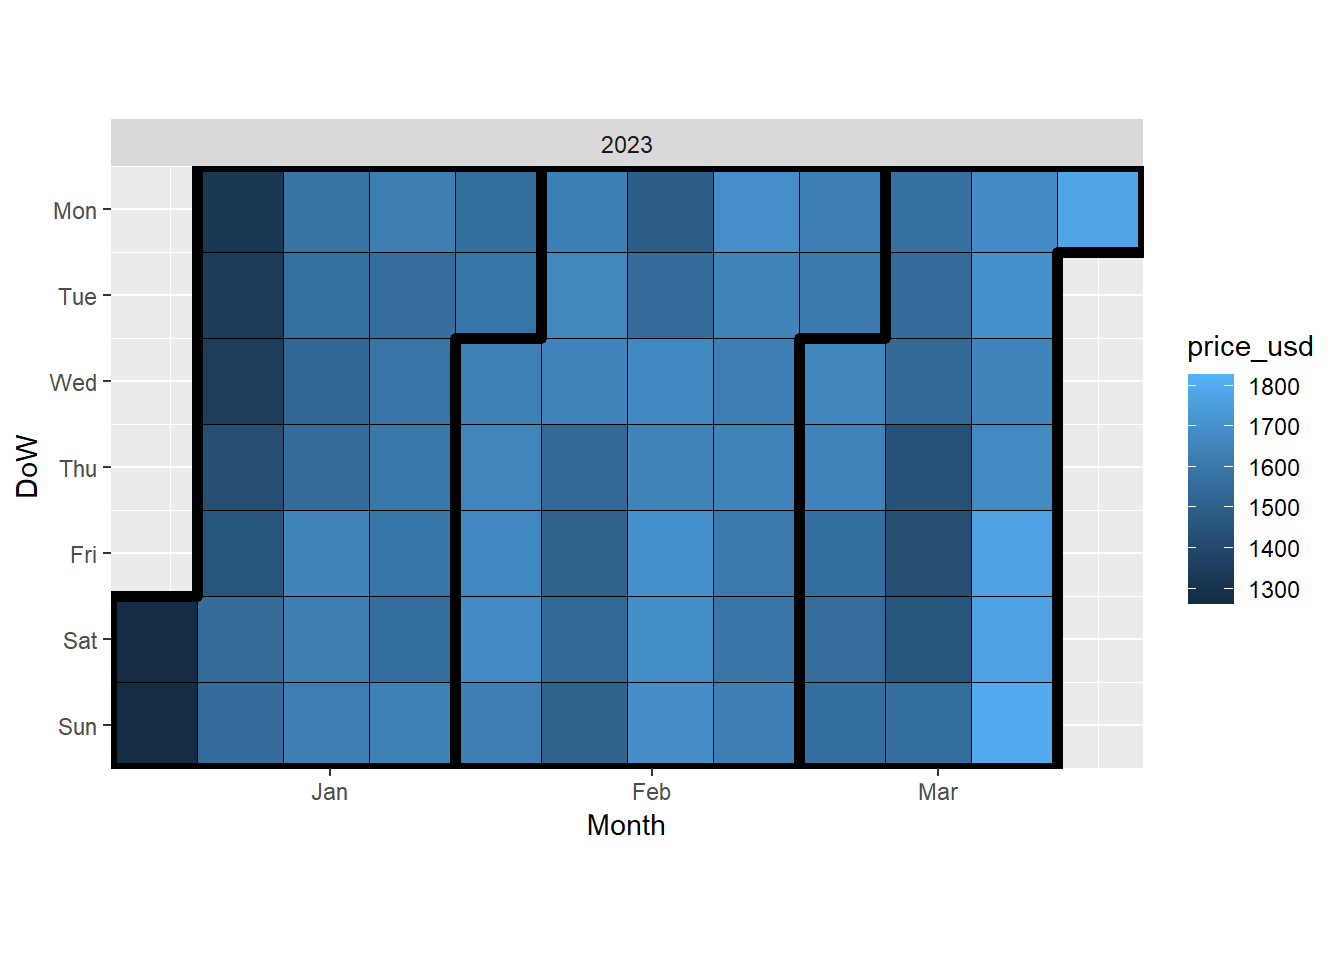 2023
Mon
Tue
Wed
Thu
Fri
Sat
Sun
DoW
Jan Feb Mar
Month
price_usd
1800
1700
1600
1500
1400
1300